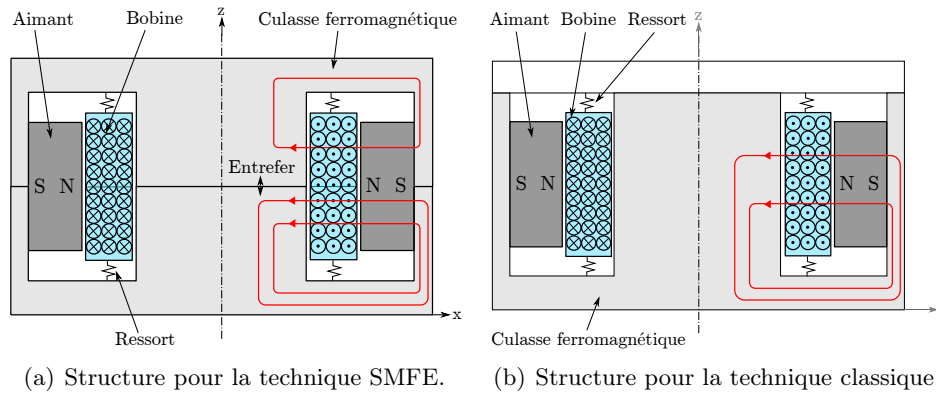 Aimant Bobine z Culasse ferromagnétique
Entrefer
S N N S
x
Ressort
(a) Structure pour la technique SMFE.
Aimant Bobine Ressort z
S N N S
Culasse ferromagnétique
(b) Structure pour la technique classique